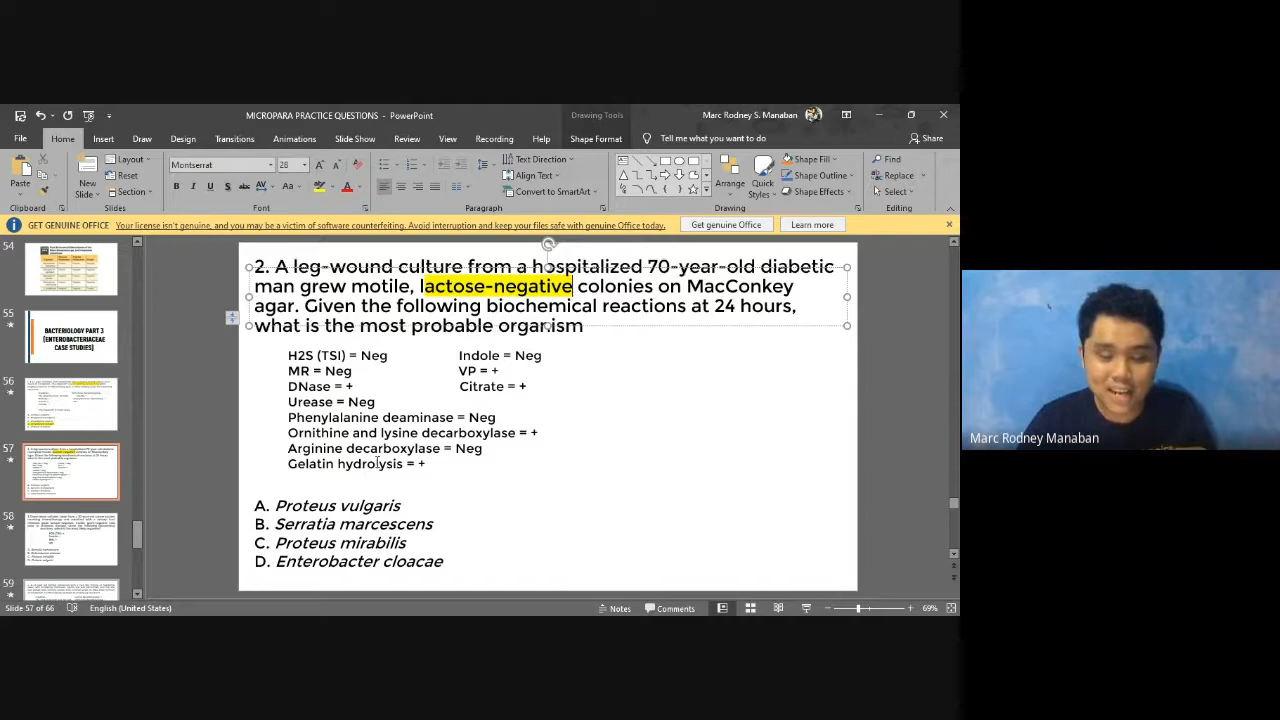 MICROPARA PRACTICE QUESTIONS - PowerPoint
Drawing Tools
Marc Rodney S. Manaban
File Home Insert Draw Design Transitions Animations Slide Show Review View Recording Help Shape Format Tell me what you want to do Share
Paste
Clipboard
New Slide
Layout
Reset
Section
Slides
Montserrat 28
Font
Text Direction
Align Text
Convert to SmartArt
Paragraph
Arrange
Quick Styles
Shape Fill
Shape Outline
Shape Effects
Drawing
Find
Replace
Select
Editing
GET GENUINE OFFICE Your license isn't genuine, and you may be a victim of software counterfeiting. Avoid interruption and keep your files safe with genuine Office today. Get genuine Office Learn more
54
55
BACTERIOLOGY PART 3
(ENTEROBACTERIACEAE
CASE STUDIES)
56
57
58
59
2. A leg wound culture from a hospitalized 70-year-old diabetic
man grew motile, lactose-negative colonies on MacConkey
agar. Given the following biochemical reactions at 24 hours,
what is the most probable organism
H2S (TSI) = Neg Indole = Neg
MR = Neg VP = +
DNase = + Citrate = +
Urease = Neg
Phenylalanine deaminase = Neg
Ornithine and lysine decarboxylase = +
Arginine decarboxylase = Neg
Gelatin hydrolysis = +
A. Proteus vulgaris
B. Serratia marcescens
C. Proteus mirabilis
D. Enterobacter cloacae
Marc Rodney Manaban
Slide 57 of 66 English (United States) Notes Comments 69%